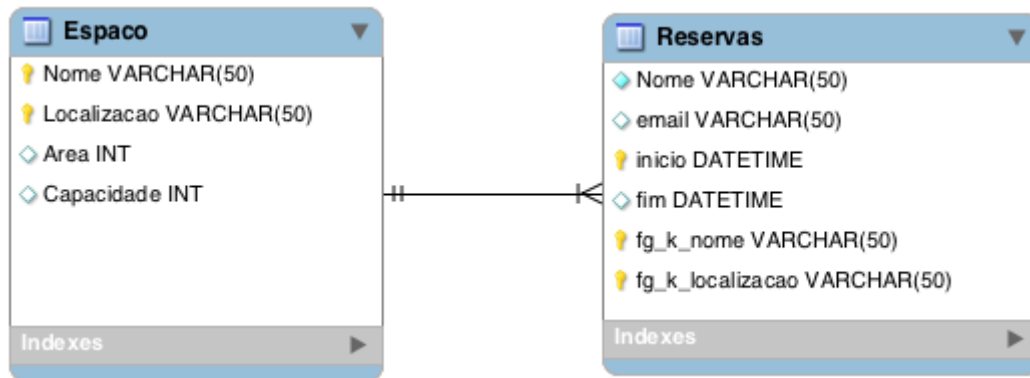 Espaco
Nome VARCHAR(50)
Localizacao VARCHAR(50)
Area INT
Capacidade INT
Indexes
Reservas
Nome VARCHAR(50)
email VARCHAR(50)
inicio DATETIME
fim DATETIME
fg_k_nome VARCHAR(50)
fg_k_localizacao VARCHAR(50)
Indexes